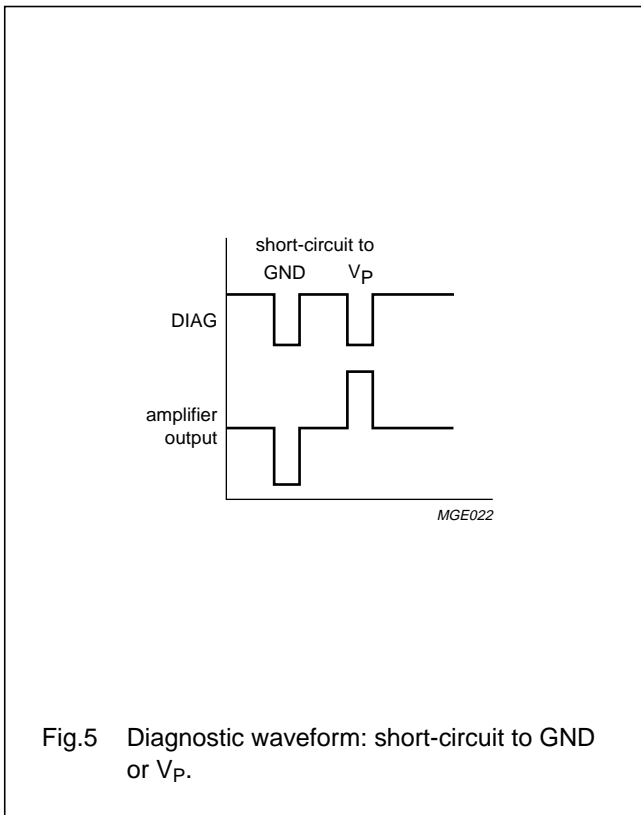 short-circuit to
GND VP
DIAG
amplifier
output
MGE022
Fig.5 Diagnostic waveform: short-circuit to GND
or VP.